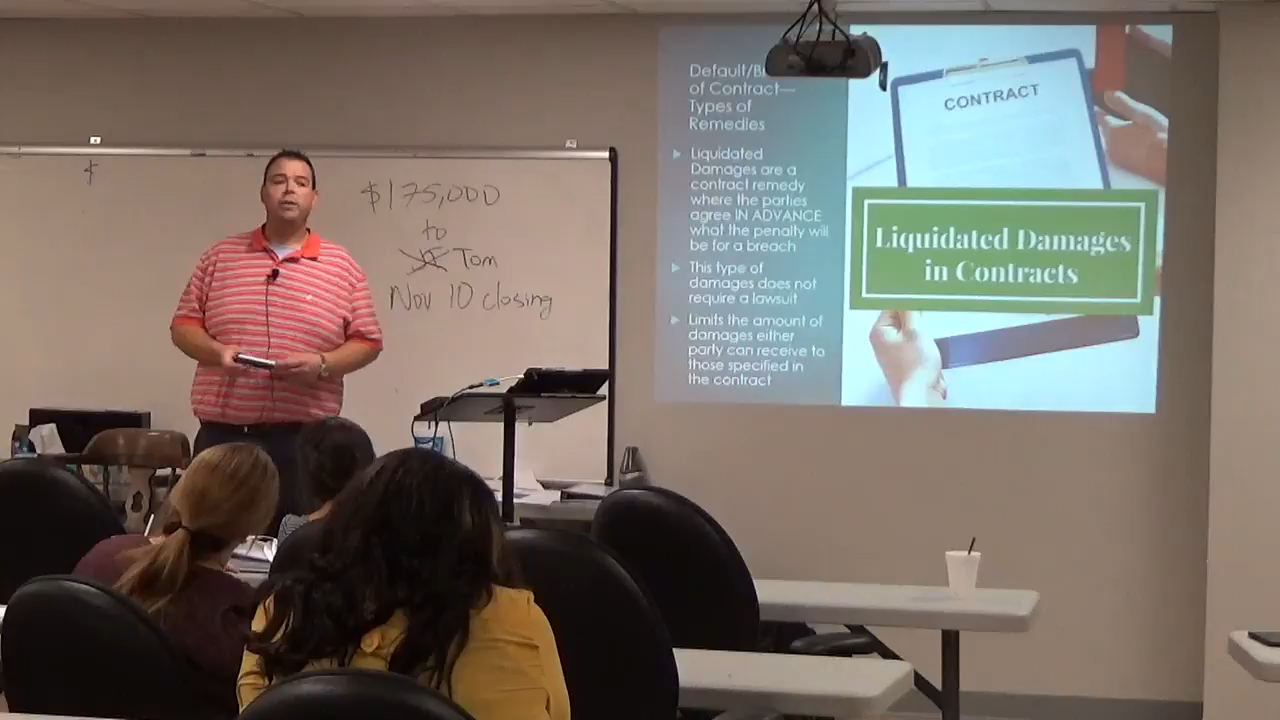 $
$175,000
to
Tom
Nov 10 closing
Default/
of Contract—
Types of
Remedies
Liquidated
Damages are a
contract remedy
where the parties
agree IN ADVANCE
what the penalty will
be for a breach
This type of
damages does not
require a lawsuit
Limits the amount of
damages either
party can receive to
those specified in
the contract
CONTRACT
Liquidated Damages
in Contracts